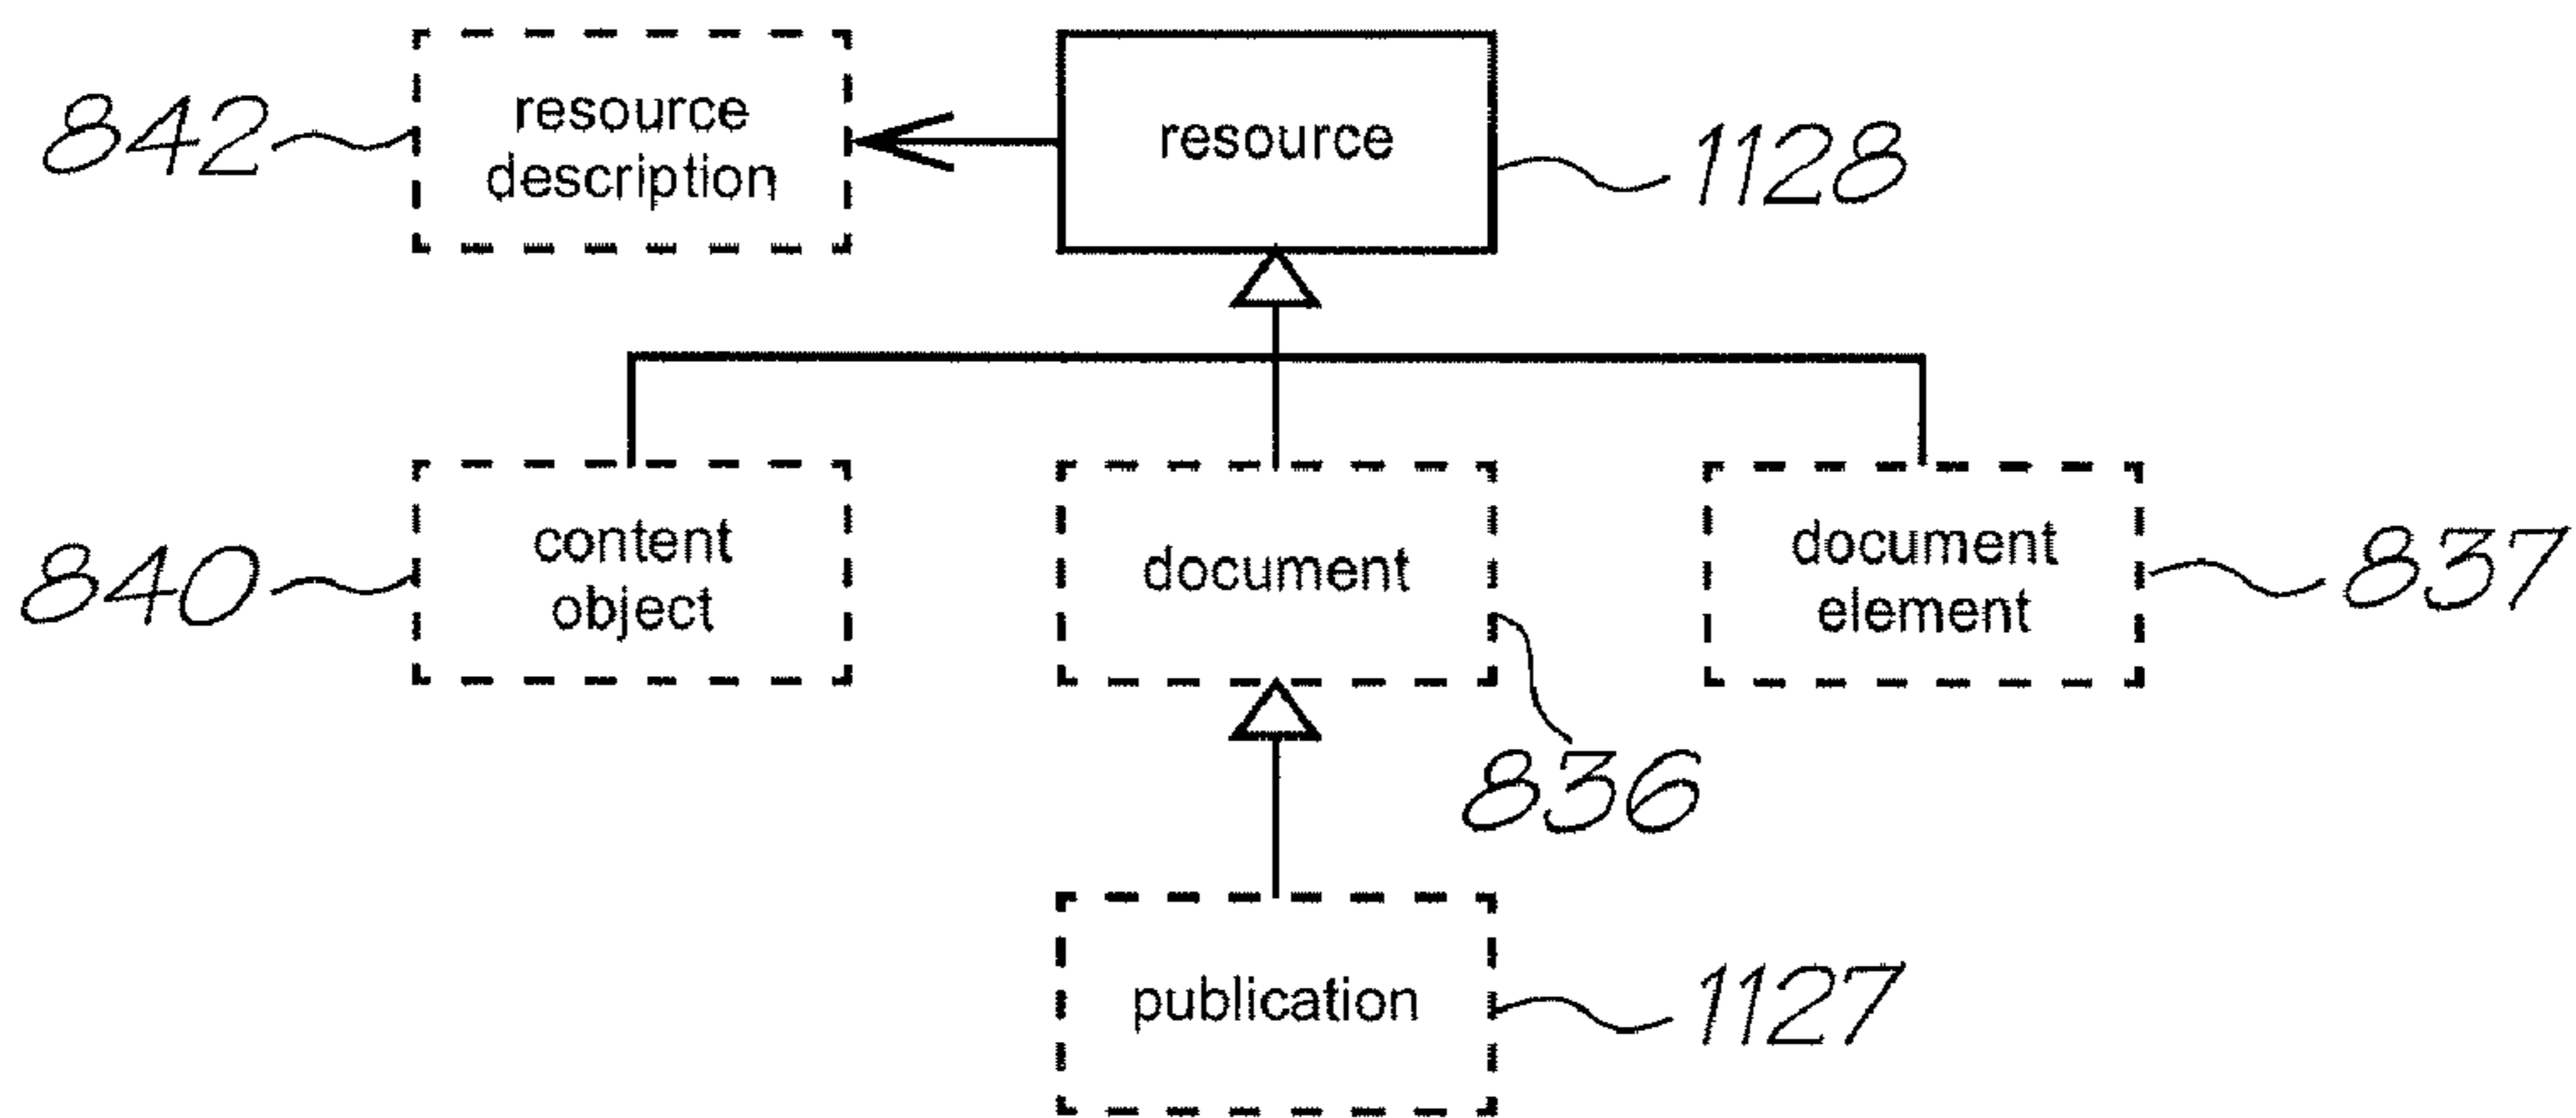 842
resource
description
resource
1128
840
content
object
document
836
document
element
837
publication
1127